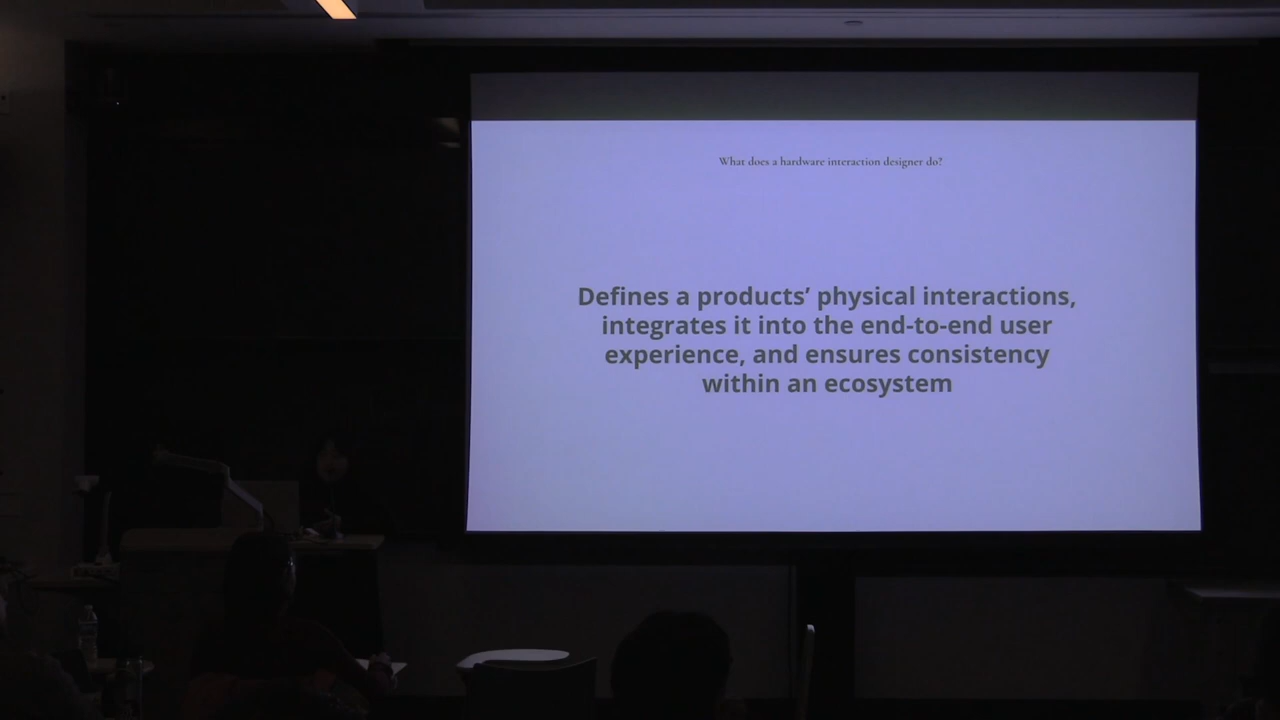 What does a hardware interaction designer do?
Defines a products’ physical interactions,
integrates it into the end-to-end user
experience, and ensures consistency
within an ecosystem